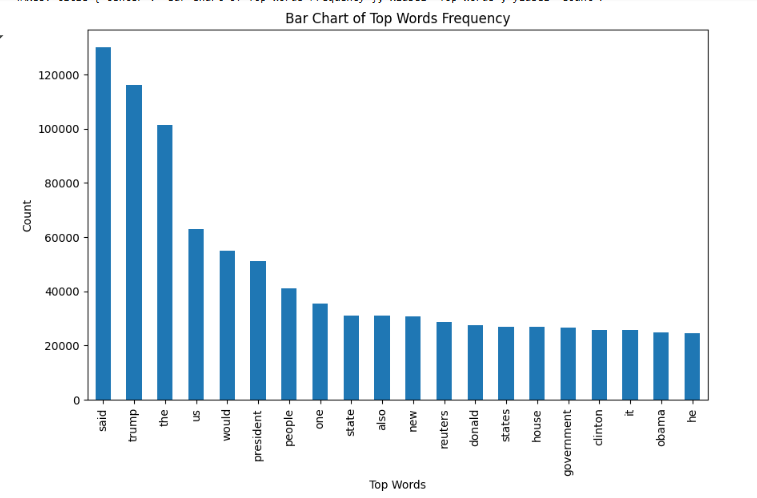 Bar Chart of Top Words Frequency
120000
100000
80000
60000
40000
20000
0
Count
said
trump
the
us
would
president
people
one
state
also
new
reuters
donald
states
house
government
clinton
it
obama
he
Top Words